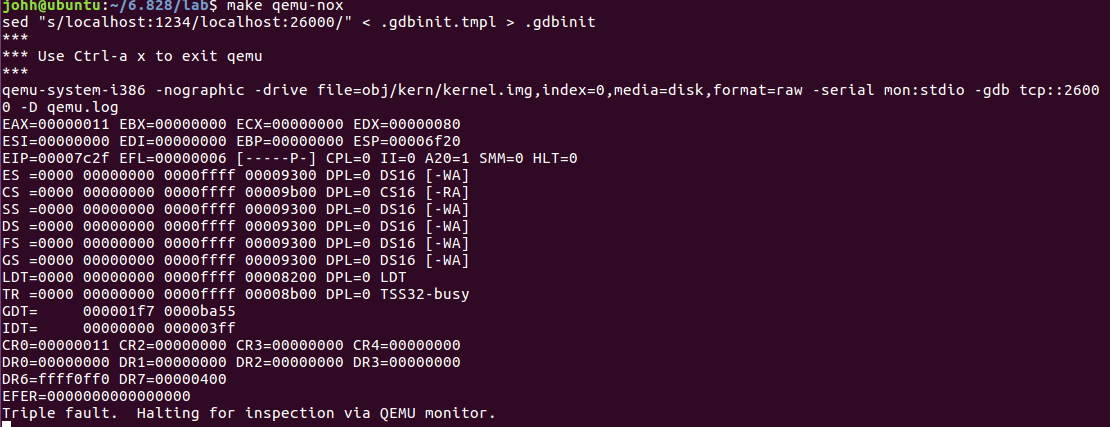 johh@ubuntu:~/6.828/lab$ make qemu-nox
sed "s/localhost:1234/localhost:26000/" < .gdbinit.tmpl > .gdbinit
***
*** Use Ctrl-a x to exit qemu
***
qemu-system-i386 -nographic -drive file=obj/kern/kernel.img,index=0,media=disk,format=raw -serial mon:stdio -gdb tcp::2600
0 -D qemu.log
EAX=00000011 EBX=00000000 ECX=00000000 EDX=00000080
ESI=00000000 EDI=00000000 EBP=00000000 ESP=00006f20
EIP=00007c2f EFL=00000006 [-----P-] CPL=0 II=0 A20=1 SMM=0 HLT=0
ES =0000 00000000 0000ffff 00009300 DPL=0 DS16 [-WA]
CS =0000 00000000 0000ffff 00009b00 DPL=0 CS16 [-RA]
SS =0000 00000000 0000ffff 00009300 DPL=0 DS16 [-WA]
DS =0000 00000000 0000ffff 00009300 DPL=0 DS16 [-WA]
FS =0000 00000000 0000ffff 00009300 DPL=0 DS16 [-WA]
GS =0000 00000000 0000ffff 00009300 DPL=0 DS16 [-WA]
LDT=0000 00000000 0000ffff 00008200 DPL=0 LDT
TR =0000 00000000 0000ffff 00008b00 DPL=0 TSS32-busy
GDT=     000001f7 0000ba55
IDT=     00000000 000003ff
CR0=00000011 CR2=00000000 CR3=00000000 CR4=00000000
DR0=00000000 DR1=00000000 DR2=00000000 DR3=00000000
DR6=ffff0ff0 DR7=00000400
EFER=0000000000000000
Triple fault.  Halting for inspection via QEMU monitor.